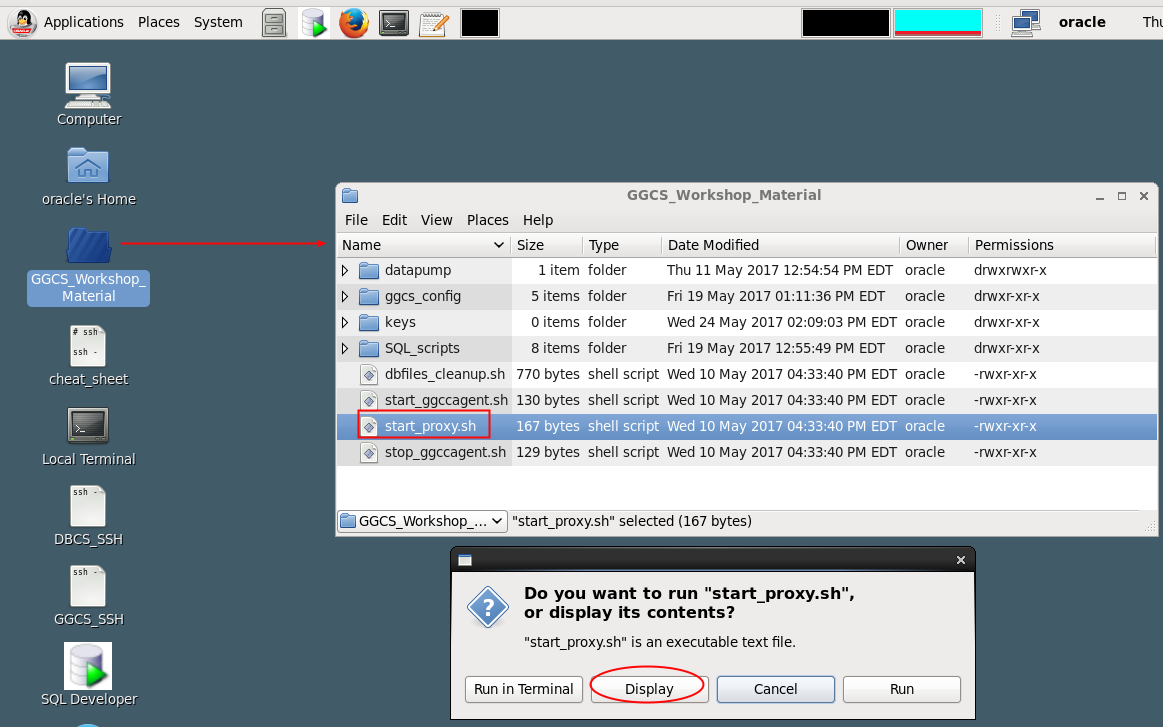 Applications Places System oracle Thu
Computer
oracle's Home
GGCS_Workshop_
Material
# ssh
ssh -
cheat_sheet
Local Terminal
ssh -
DBCS_SSH
ssh -
GGCS_SSH
SQL Developer
GGCS_Workshop_Material
File Edit View Places Help
Name Size Type Date Modified Owner Permissions
datapump 1 item folder Thu 11 May 2017 12:54:54 PM EDT oracle drwxrwxr-x
ggcs_config 5 items folder Fri 19 May 2017 01:11:36 PM EDT oracle drwxr-xr-x
keys 0 items folder Wed 24 May 2017 02:09:03 PM EDT oracle drwxr-xr-x
SQL_scripts 8 items folder Fri 19 May 2017 12:55:49 PM EDT oracle drwxr-xr-x
dbfiles_cleanup.sh 770 bytes shell script Wed 10 May 2017 04:33:40 PM EDT oracle -rwxr-xr-x
start_ggccagent.sh 130 bytes shell script Wed 10 May 2017 04:33:40 PM EDT oracle -rwxr-xr-x
start_proxy.sh 167 bytes shell script Wed 10 May 2017 04:33:40 PM EDT oracle -rwxr-xr-x
stop_ggccagent.sh 129 bytes shell script Wed 10 May 2017 04:33:40 PM EDT oracle -rwxr-xr-x
GGCS_Workshop_... "start_proxy.sh" selected (167 bytes)
Do you want to run "start_proxy.sh",
or display its contents?
"start_proxy.sh" is an executable text file.
Run in Terminal Display Cancel Run